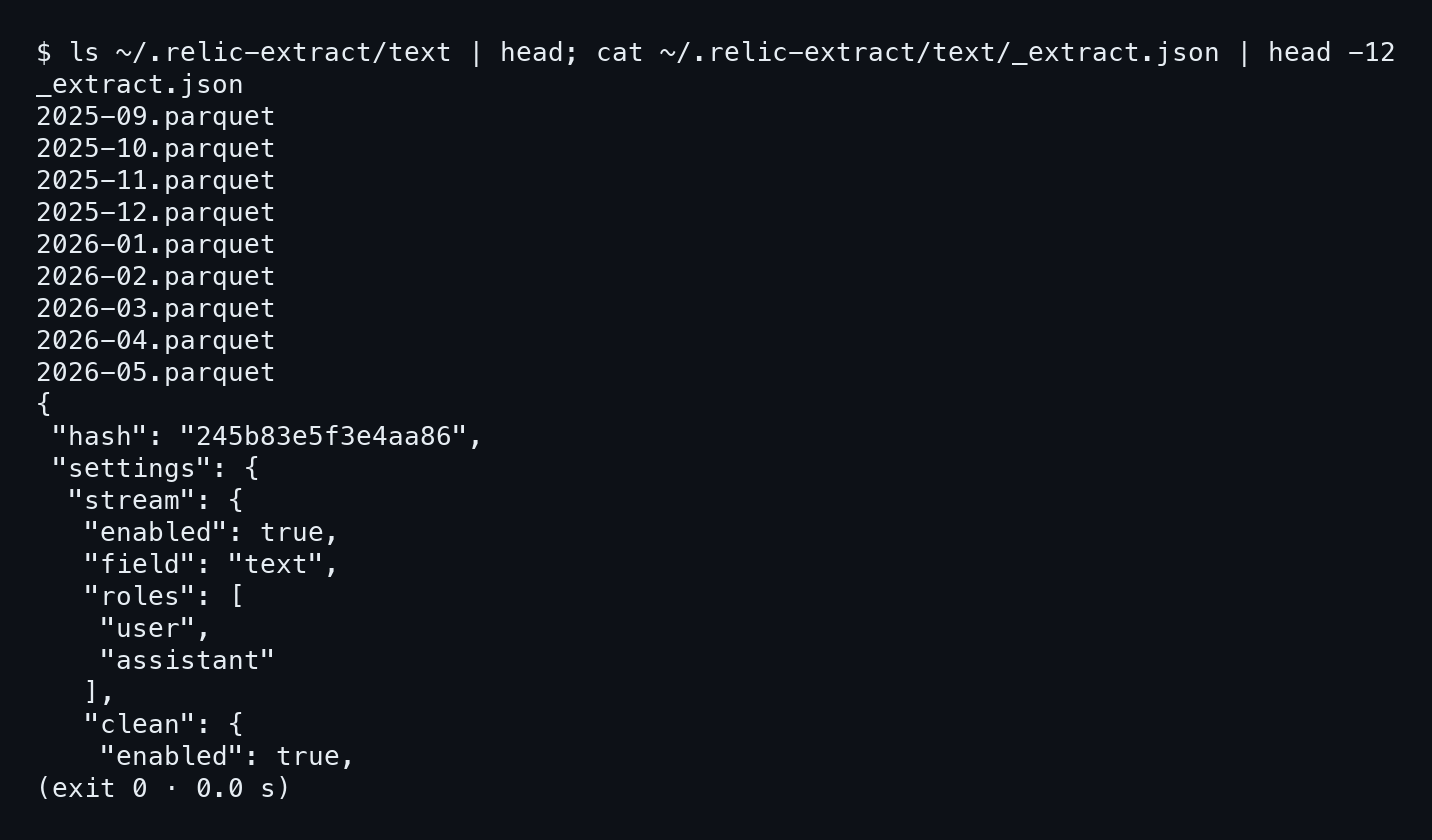 $ ls ~/.relic-extract/text | head; cat ~/.relic-extract/text/_extract.json | head -12
_extract.json
2025-09.parquet
2025-10.parquet
2025-11.parquet
2025-12.parquet
2026-01.parquet
2026-02.parquet
2026-03.parquet
2026-04.parquet
2026-05.parquet
{
 "hash": "245b83e5f3e4aa86",
 "settings": {
  "stream": {
   "enabled": true,
   "field": "text",
   "roles": [
    "user",
    "assistant"
   ],
   "clean": {
    "enabled": true,
(exit 0 · 0.0 s)